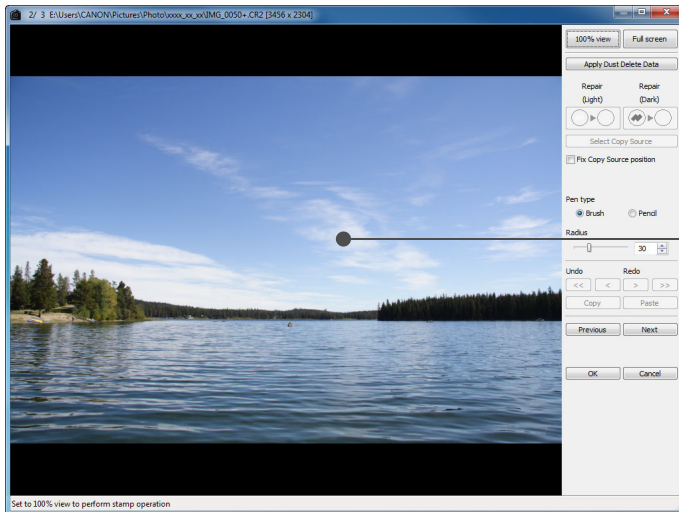 2/ 3 E:\Users\CANON\Pictures\Photo\xxxx_xx_xx\IMG_0050+.CR2 [3456 x 2304]
100% view Full screen
Apply Dust Delete Data
Repair (Light) Repair (Dark)
Select Copy Source
Fix Copy Source position
Pen type
Brush Pencil
Radius
30
Undo Redo
<< < > >>
Copy Paste
Previous Next
OK Cancel
Set to 100% view to perform stamp operation